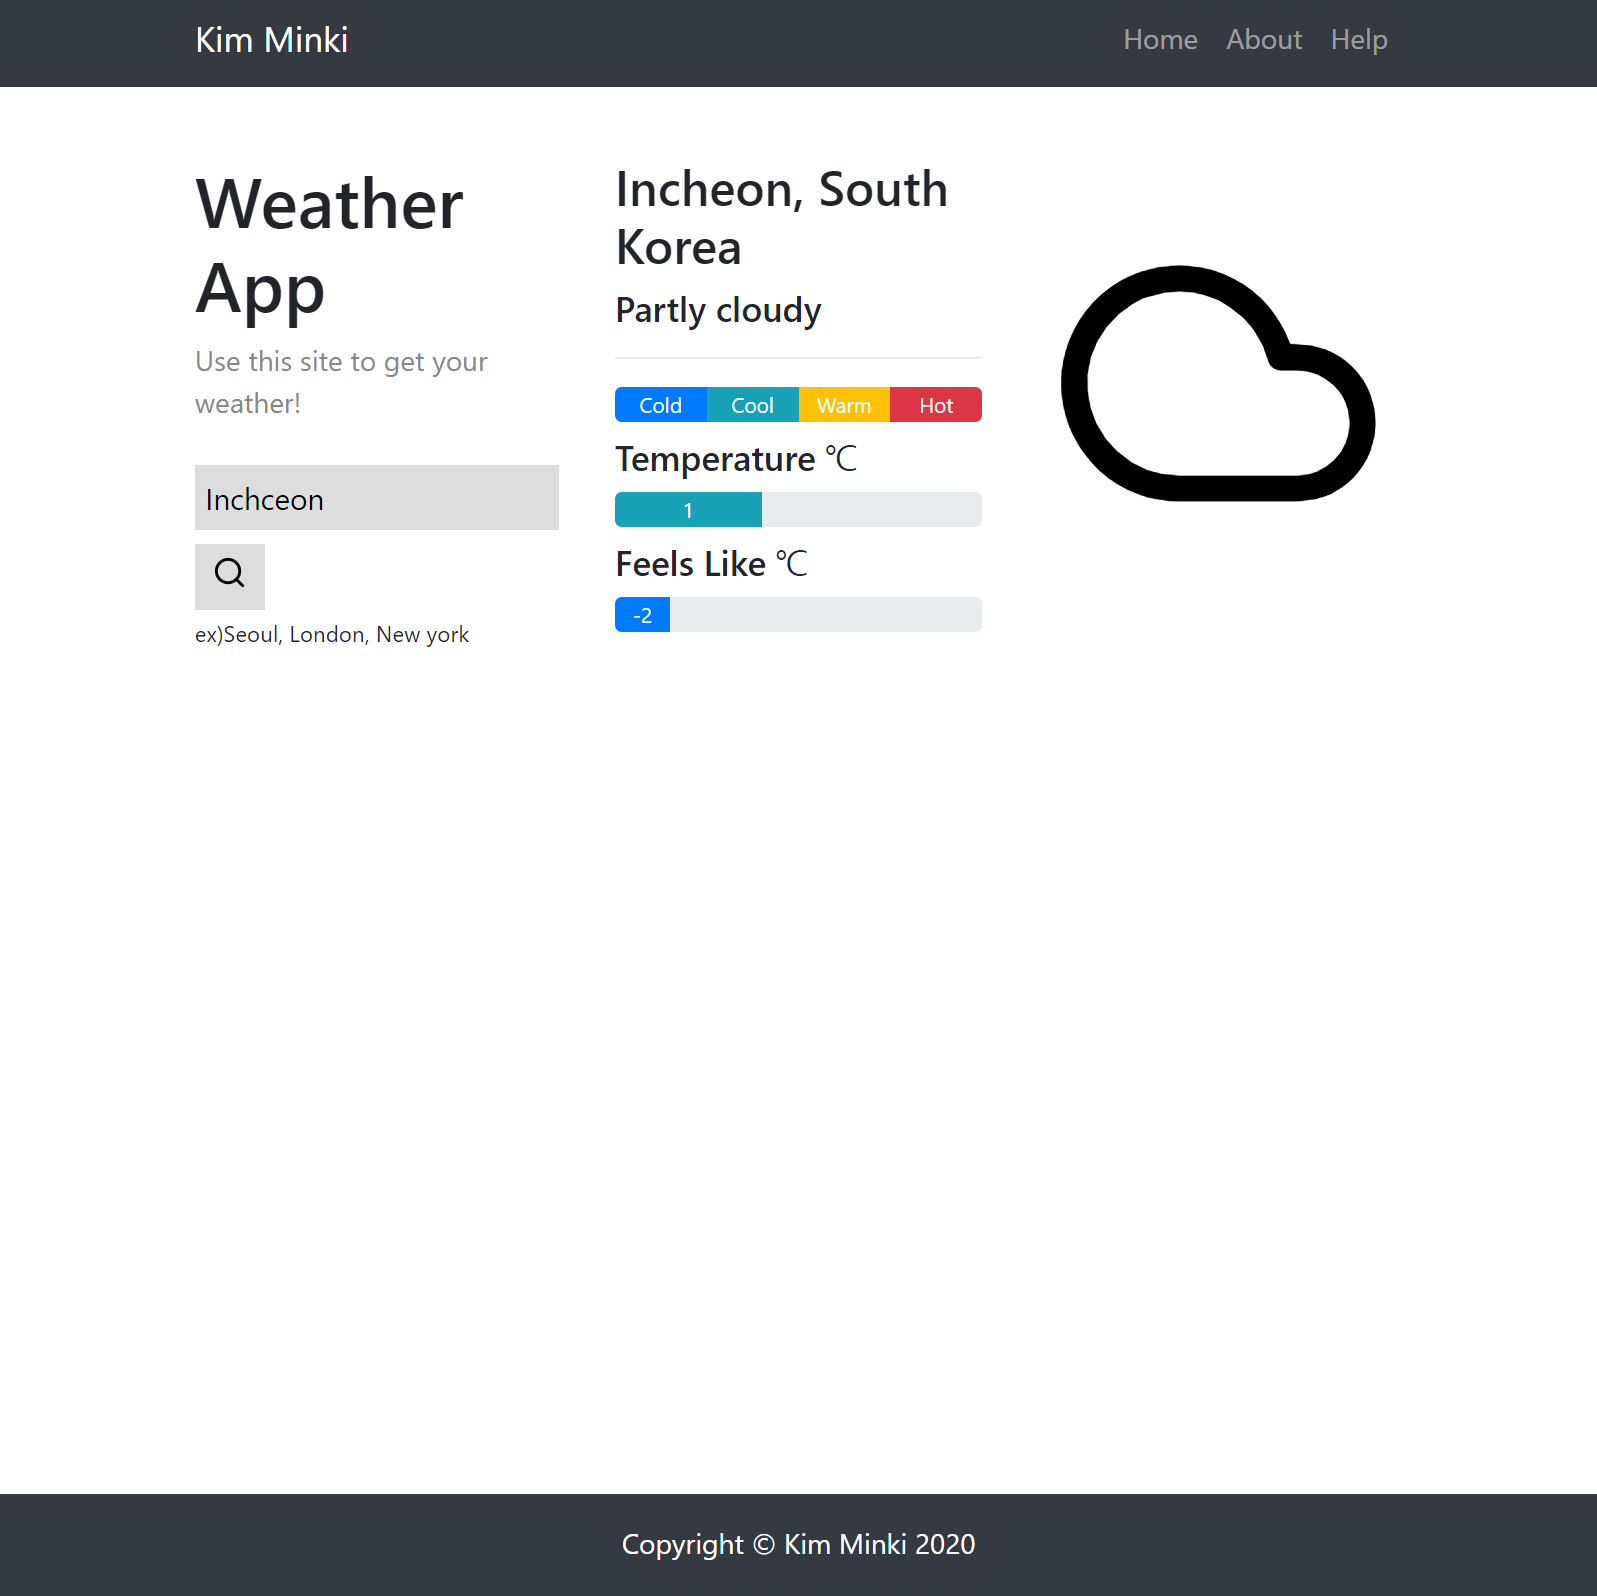 Kim Minki
Home About Help
Weather
App
Use this site to get your
weather!
Inchceon
ex)Seoul, London, New york
Incheon, South
Korea
Partly cloudy
Cold Cool Warm Hot
Temperature ℃
1
Feels Like ℃
-2
Copyright © Kim Minki 2020